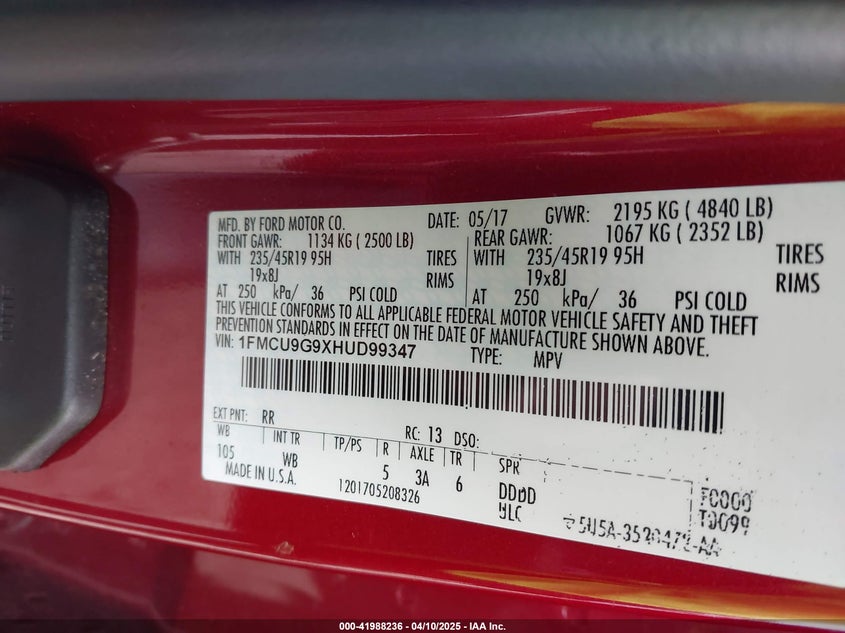 MFD. BY FORD MOTOR CO. DATE: 05/17 GVWR: 2195 KG ( 4840 LB)
FRONT GAWR: 1134 KG ( 2500 LB) REAR GAWR: 1067 KG ( 2352 LB)
WITH 235/45R19 95H TIRES WITH 235/45R19 95H TIRES
19x8J RIMS 19x8J RIMS
AT 250 kPa/ 36 PSI COLD AT 250 kPa/ 36 PSI COLD
THIS VEHICLE CONFORMS TO ALL APPLICABLE FEDERAL MOTOR VEHICLE SAFETY AND THEFT
PREVENTION STANDARDS IN EFFECT ON THE DATE OF MANUFACTURE SHOWN ABOVE.
VIN: 1FMCU9G9XHUD99347 TYPE: MPV
EXT PNT: RR RC: 13 DSO:
WB INT TR TP/PS R AXLE TR SPR
105 WB 5 3A 6 DDBD
MADE IN U.S.A. 1201705208326
000-41988236 - 04/10/2025 - IAA Inc.